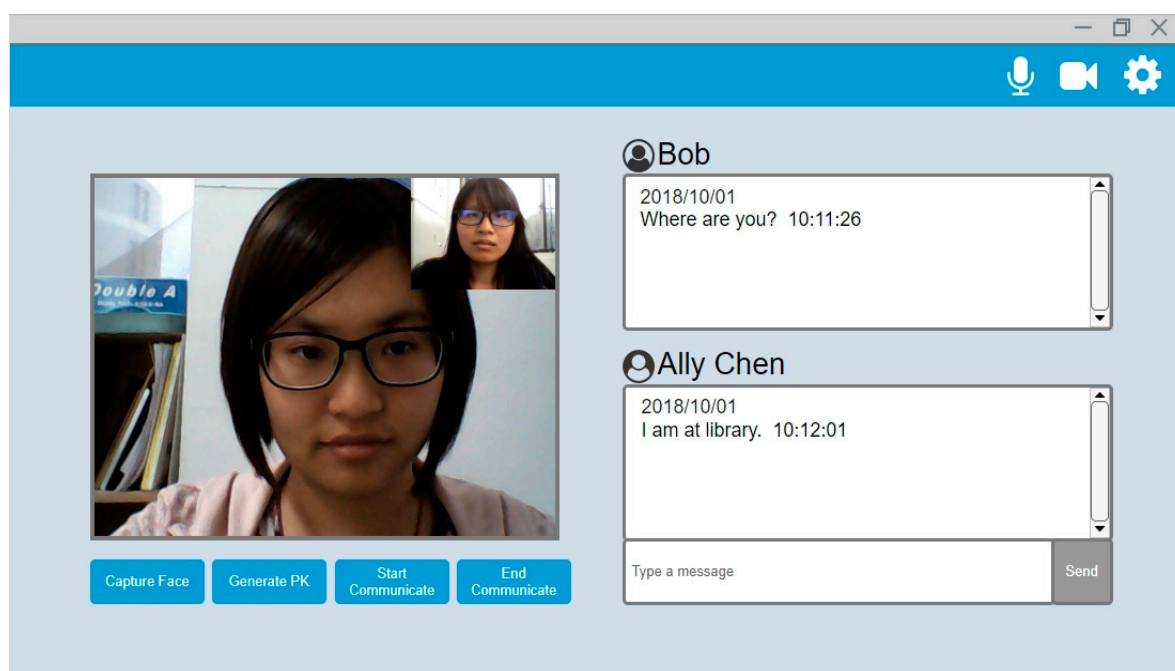 Bob
2018/10/01
Where are you? 10:11:26
Double A
Ally Chen
2018/10/01
I am at library. 10:12:01
Type a message
Send
Capture Face
Generate PK
Start
Communicate
End
Communicate